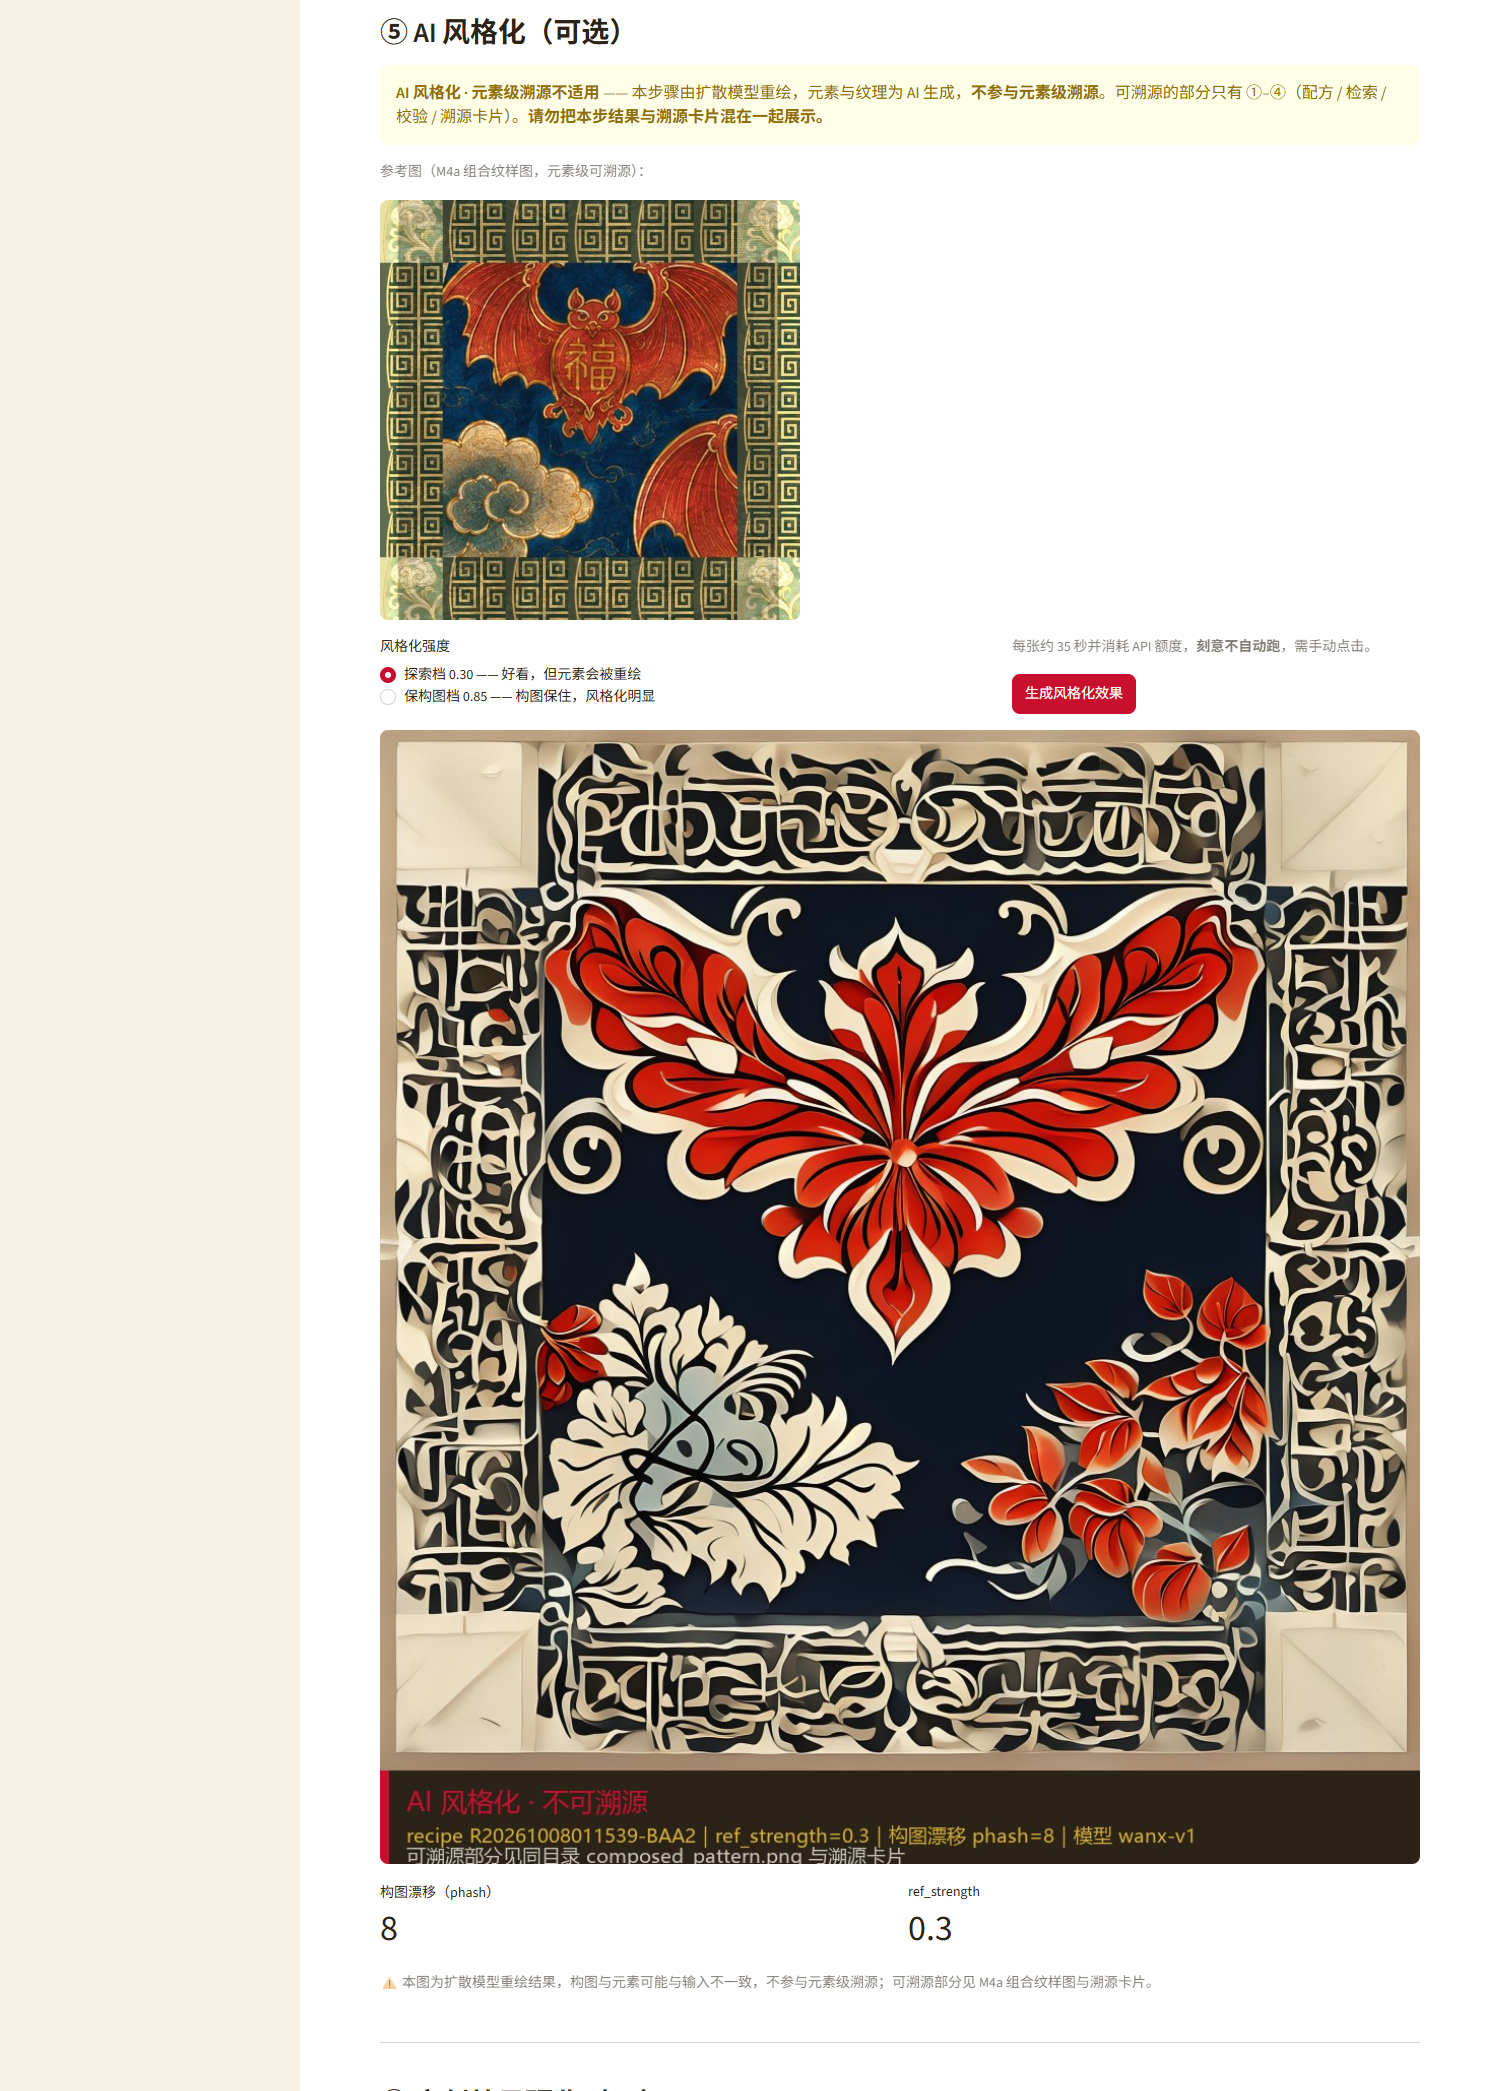 ⑤ AI 风格化（可选）
AI 风格化 · 元素级溯源不适用 —— 本步骤由扩散模型重绘，元素与纹理为 AI 生成，不参与元素级溯源。可溯源的部分只有 ①–④（配方 / 检索 /
校验 / 溯源卡片）。请勿把本步结果与溯源卡片混在一起展示。
参考图（M4a 组合纹样图，元素级可溯源）：
福
风格化强度
每张约 35 秒并消耗 API 额度，刻意不自动跑，需手动点击。
探索档 0.30 —— 好看，但元素会被重绘
保构图档 0.85 —— 构图保住，风格化明显
生成风格化效果
AI 风格化 · 不可溯源
recipe R20261008011539-BAA2 | ref_strength=0.3 | 构图漂移 phash=8 | 模型 wanx-v1
可溯源部分见同目录 composed_pattern.png 与溯源卡片
构图漂移（phash）
ref_strength
8
0.3
⚠️ 本图为扩散模型重绘结果，构图与元素可能与输入不一致，不参与元素级溯源；可溯源部分见 M4a 组合纹样图与溯源卡片。